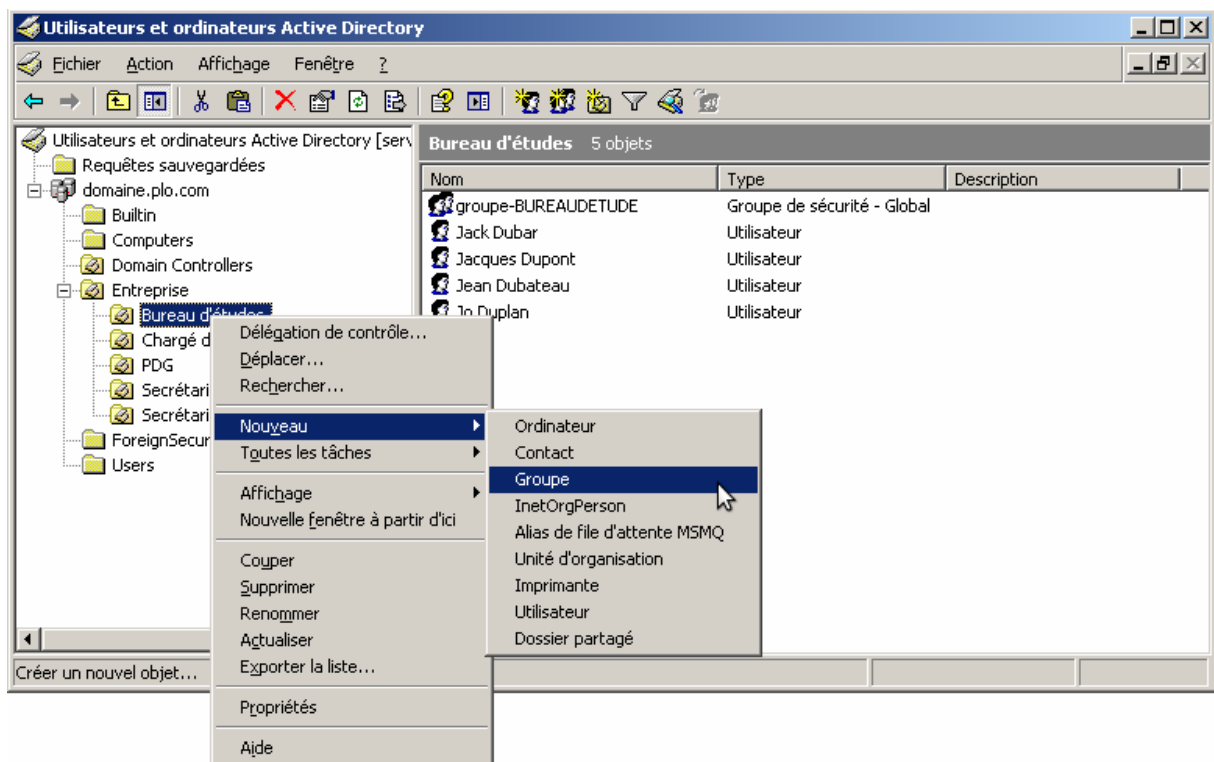 Utilisateurs et ordinateurs Active Directory
Fichier Action Affichage Fenêtre ?
Utilisateurs et ordinateurs Active Directory [serv
Requêtes sauvegardées
domaine.plo.com
Builtin
Computers
Domain Controllers
Entreprise
Bureau d'études
Chargé d
PDG
Secrétari
Secrétari
ForeignSecur
Users
Bureau d'études 5 objets
Nom Type Description
groupe-BUREAUDETUDE Groupe de sécurité - Global
Jack Dubar Utilisateur
Jacques Dupont Utilisateur
Jean Dubateau Utilisateur
Jo Duplan Utilisateur
Délégation de contrôle...
Déplacer...
Rechercher...
Nouveau
Toutes les tâches
Affichage
Nouvelle fenêtre à partir d'ici
Couper
Supprimer
Renommer
Actualiser
Exporter la liste...
Propriétés
Aide
Ordinateur
Contact
Groupe
InetOrgPerson
Alias de file d'attente MSMQ
Unité d'organisation
Imprimante
Utilisateur
Dossier partagé
Créer un nouvel objet...